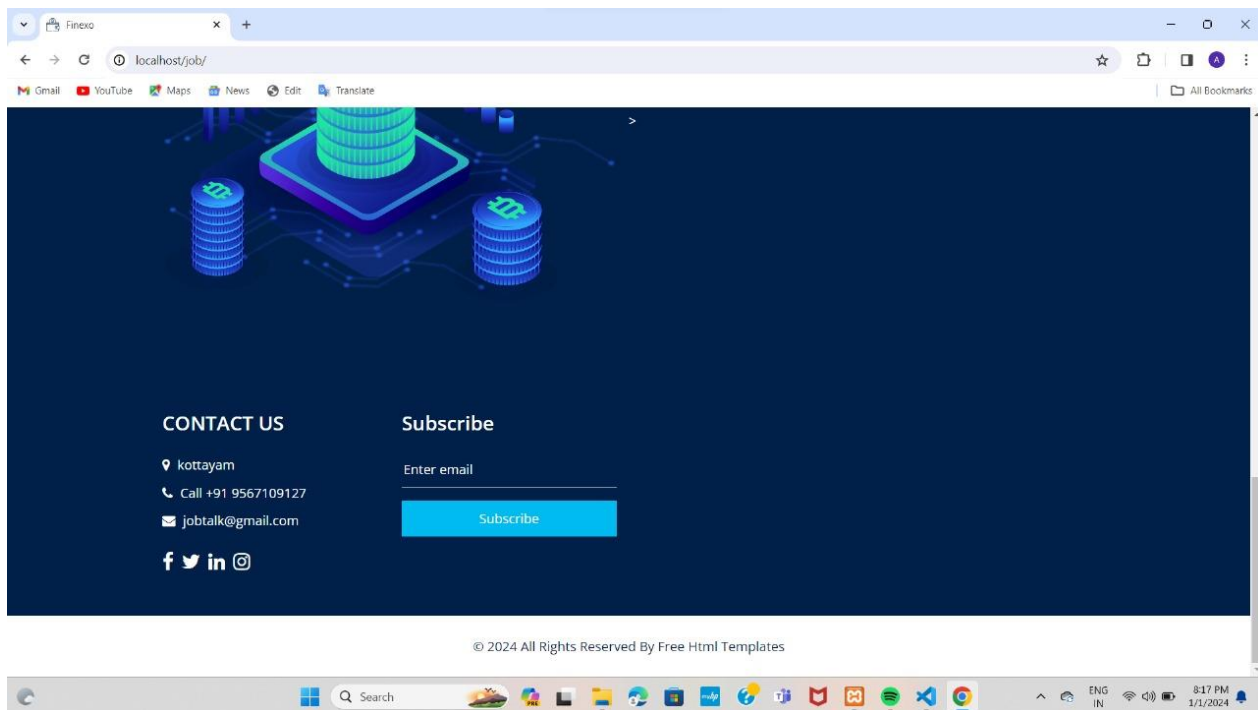 Finexo
localhost/job/
A
Gmail YouTube Maps News Edit Translate All Bookmarks
>
CONTACT US
kottayam
Call +91 9567109127
jobtalk@gmail.com
f in
Subscribe
Enter email
Subscribe
© 2024 All Rights Reserved By Free Html Templates
Search
ENG
IN
8:17 PM
1/1/2024